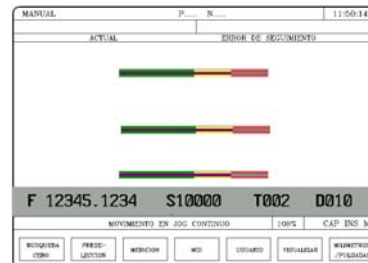 MANUAL P..... N..... 11:50:14
ACTUAL ERROR DE SEGUIMIENTO
F 12345.1234 S10000 T002 D010
MOVIMIENTO EN JOG CONTINUO 100% CAP INS M
BUSQUEDA CERO PRESE-LECCION MEDICION MDI USUARIO VISUALIZAR MILIMETROS /PULGADAS